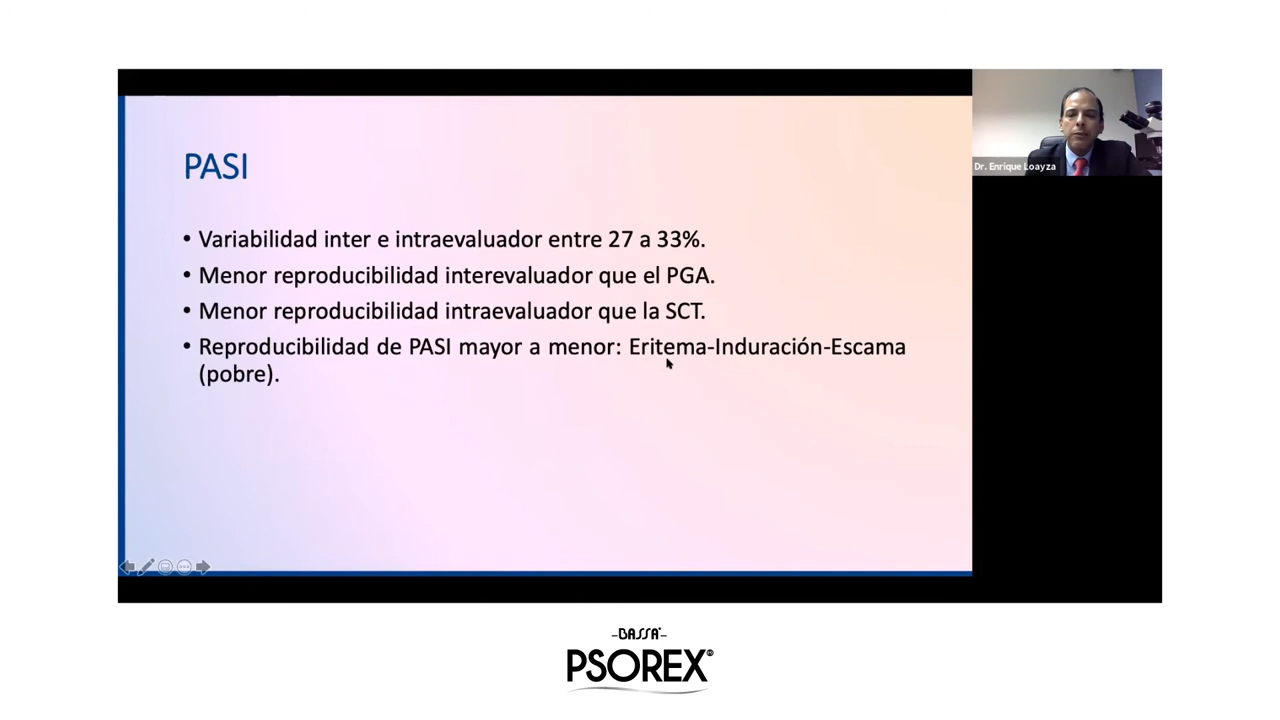 PASI
• Variabilidad inter e intraevaluador entre 27 a 33%.
• Menor reproducibilidad interevaluador que el PGA.
• Menor reproducibilidad intraevaluador que la SCT.
• Reproducibilidad de PASI mayor a menor: Eritema-Induración-Escama
(pobre).
Dr. Enrique Loayza
BASSA
PSOREX®